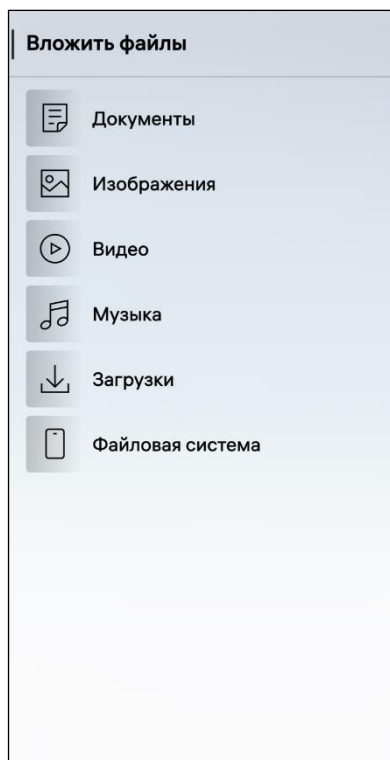 Вложить файлы
Документы
Изображения
Видео
Музыка
Загрузки
Файловая система